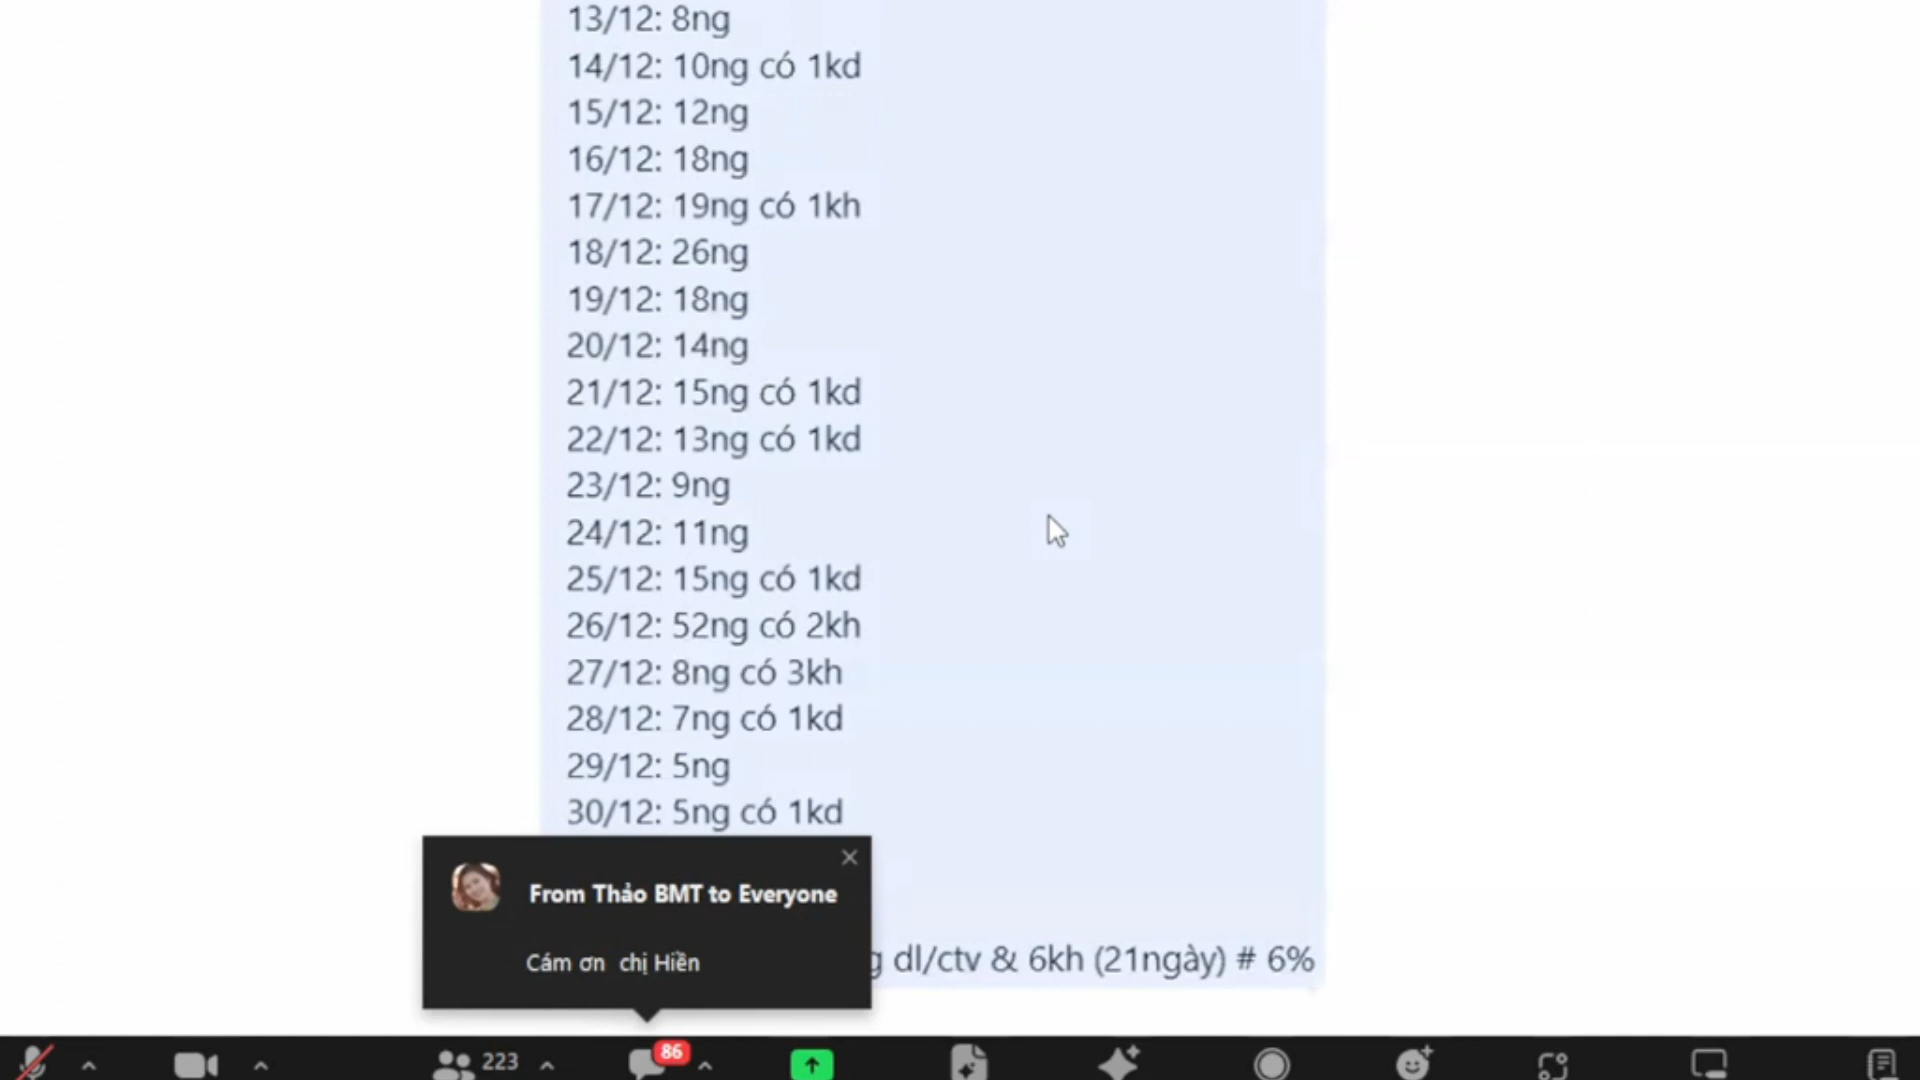 13/12: 8ng
14/12: 10ng có 1kd
15/12: 12ng
16/12: 18ng
17/12: 19ng có 1kh
18/12: 26ng
19/12: 18ng
20/12: 14ng
21/12: 15ng có 1kd
22/12: 13ng có 1kd
23/12: 9ng
24/12: 11ng
25/12: 15ng có 1kd
26/12: 52ng có 2kh
27/12: 8ng có 3kh
28/12: 7ng có 1kd
29/12: 5ng
30/12: 5ng có 1kd
From Thảo BMT to Everyone
Cám ơn chị Hiền
dl/ctv & 6kh (21ngày) # 6%
223
86